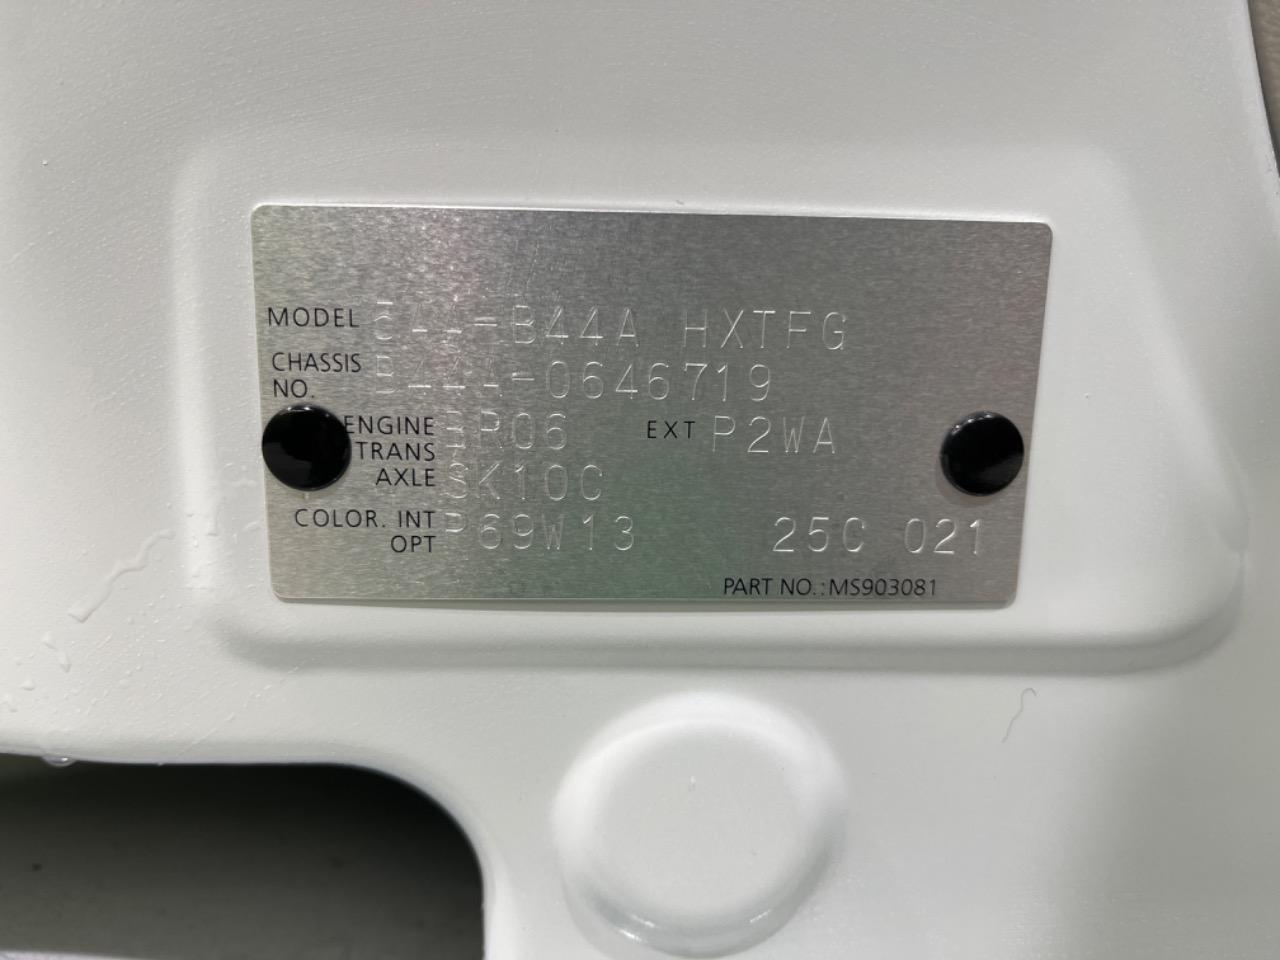 MODEL 5AA-B44A HXTFG
CHASSIS NO. B44A-0646719
ENGINE BR06 EXT P2WA
TRANS
AXLE SK10C
COLOR. INT P69W13 25C 021
OPT
PART NO.:MS903081